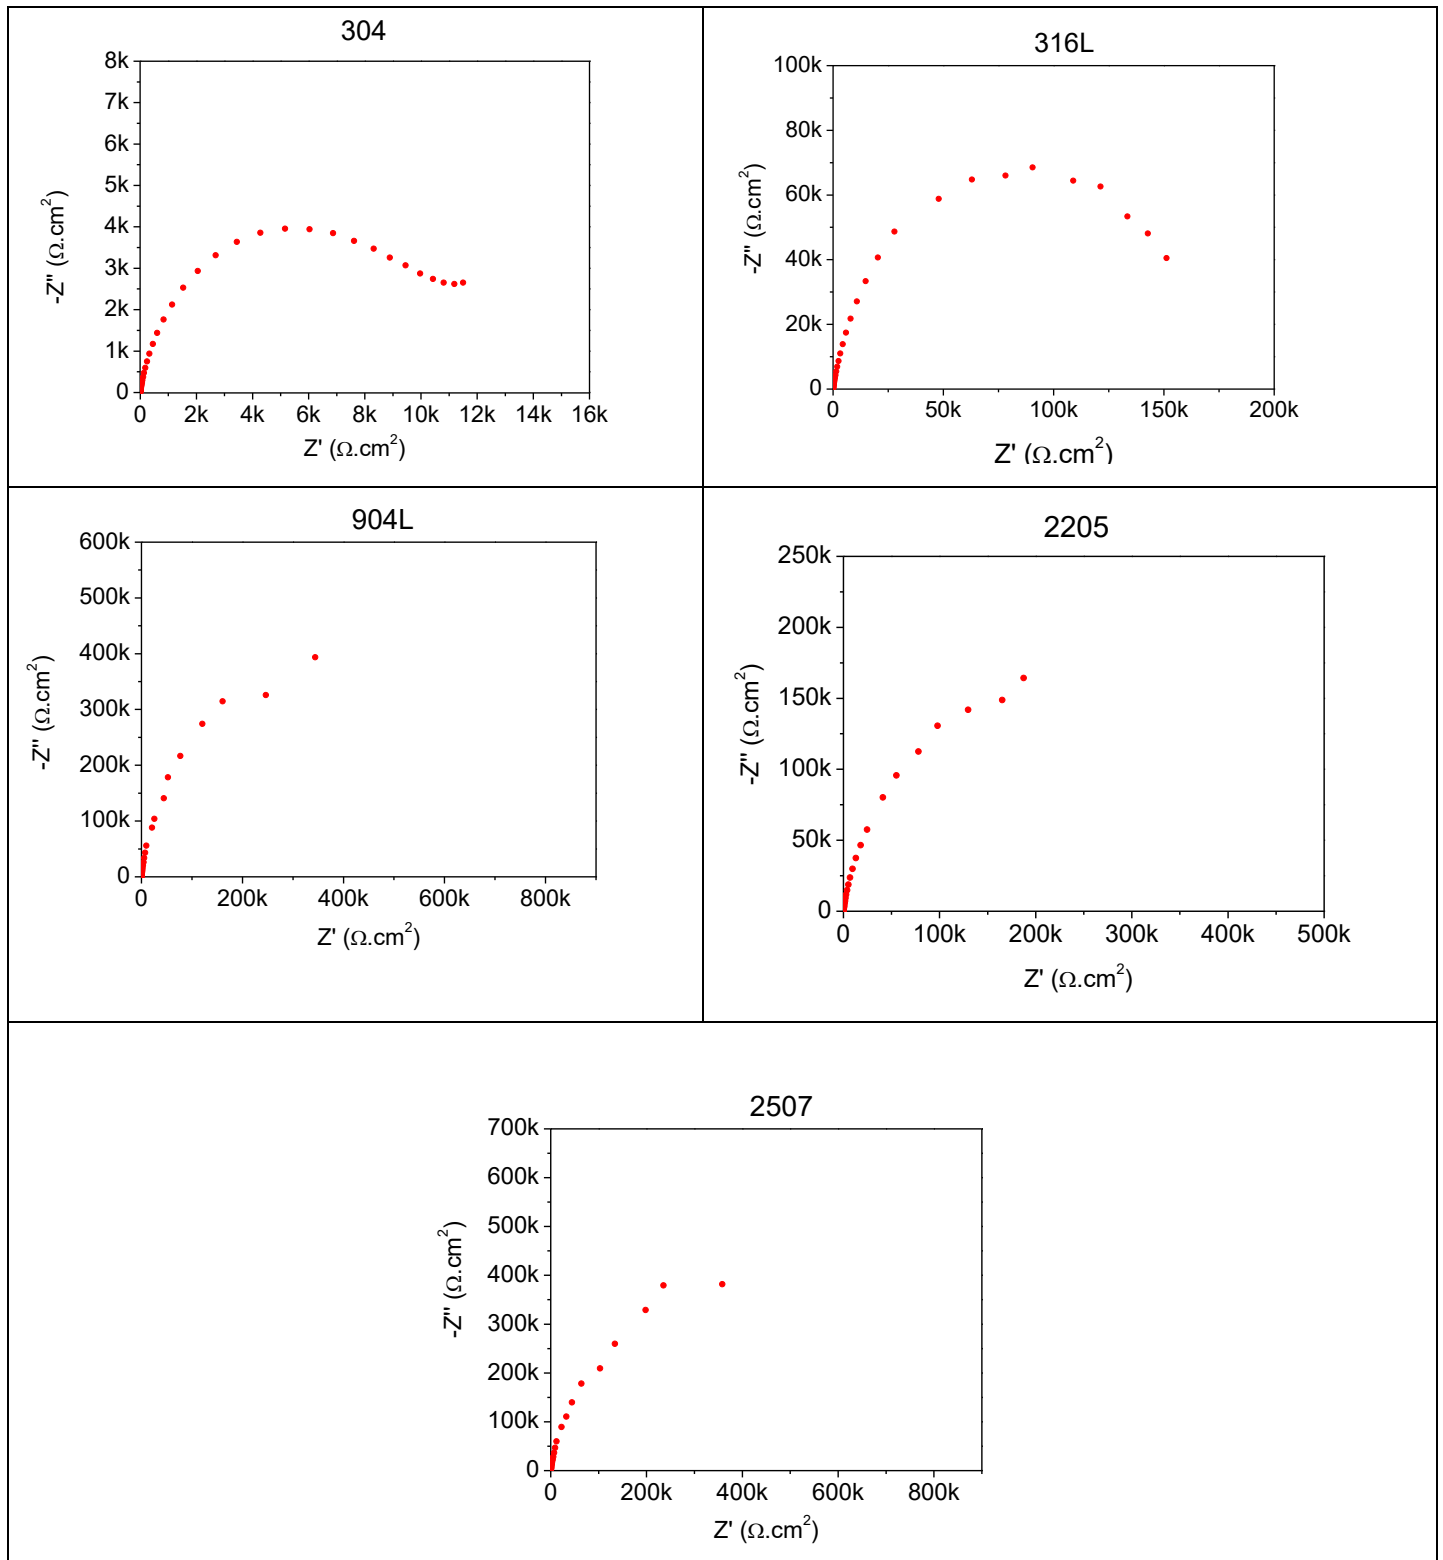 304
8k
7k
6k
5k
4k
3k
2k
1k
0
-Z" (Ω.cm²)
0 2k 4k 6k 8k 10k 12k 14k 16k
Z' (Ω.cm²)
316L
100k
80k
60k
40k
20k
0
-Z" (Ω.cm²)
0 50k 100k 150k 200k
Z' (Ω.cm²)
904L
600k
500k
400k
300k
200k
100k
0
-Z" (Ω.cm²)
200k 400k 600k 800k
Z' (Ω.cm²)
2205
250k
200k
150k
100k
50k
0
-Z" (Ω.cm²)
0 100k 200k 300k 400k 500k
Z' (Ω.cm²)
2507
700k
600k
500k
400k
300k
200k
100k
0
-Z" (Ω.cm²)
0 200k 400k 600k 800k
Z' (Ω.cm²)